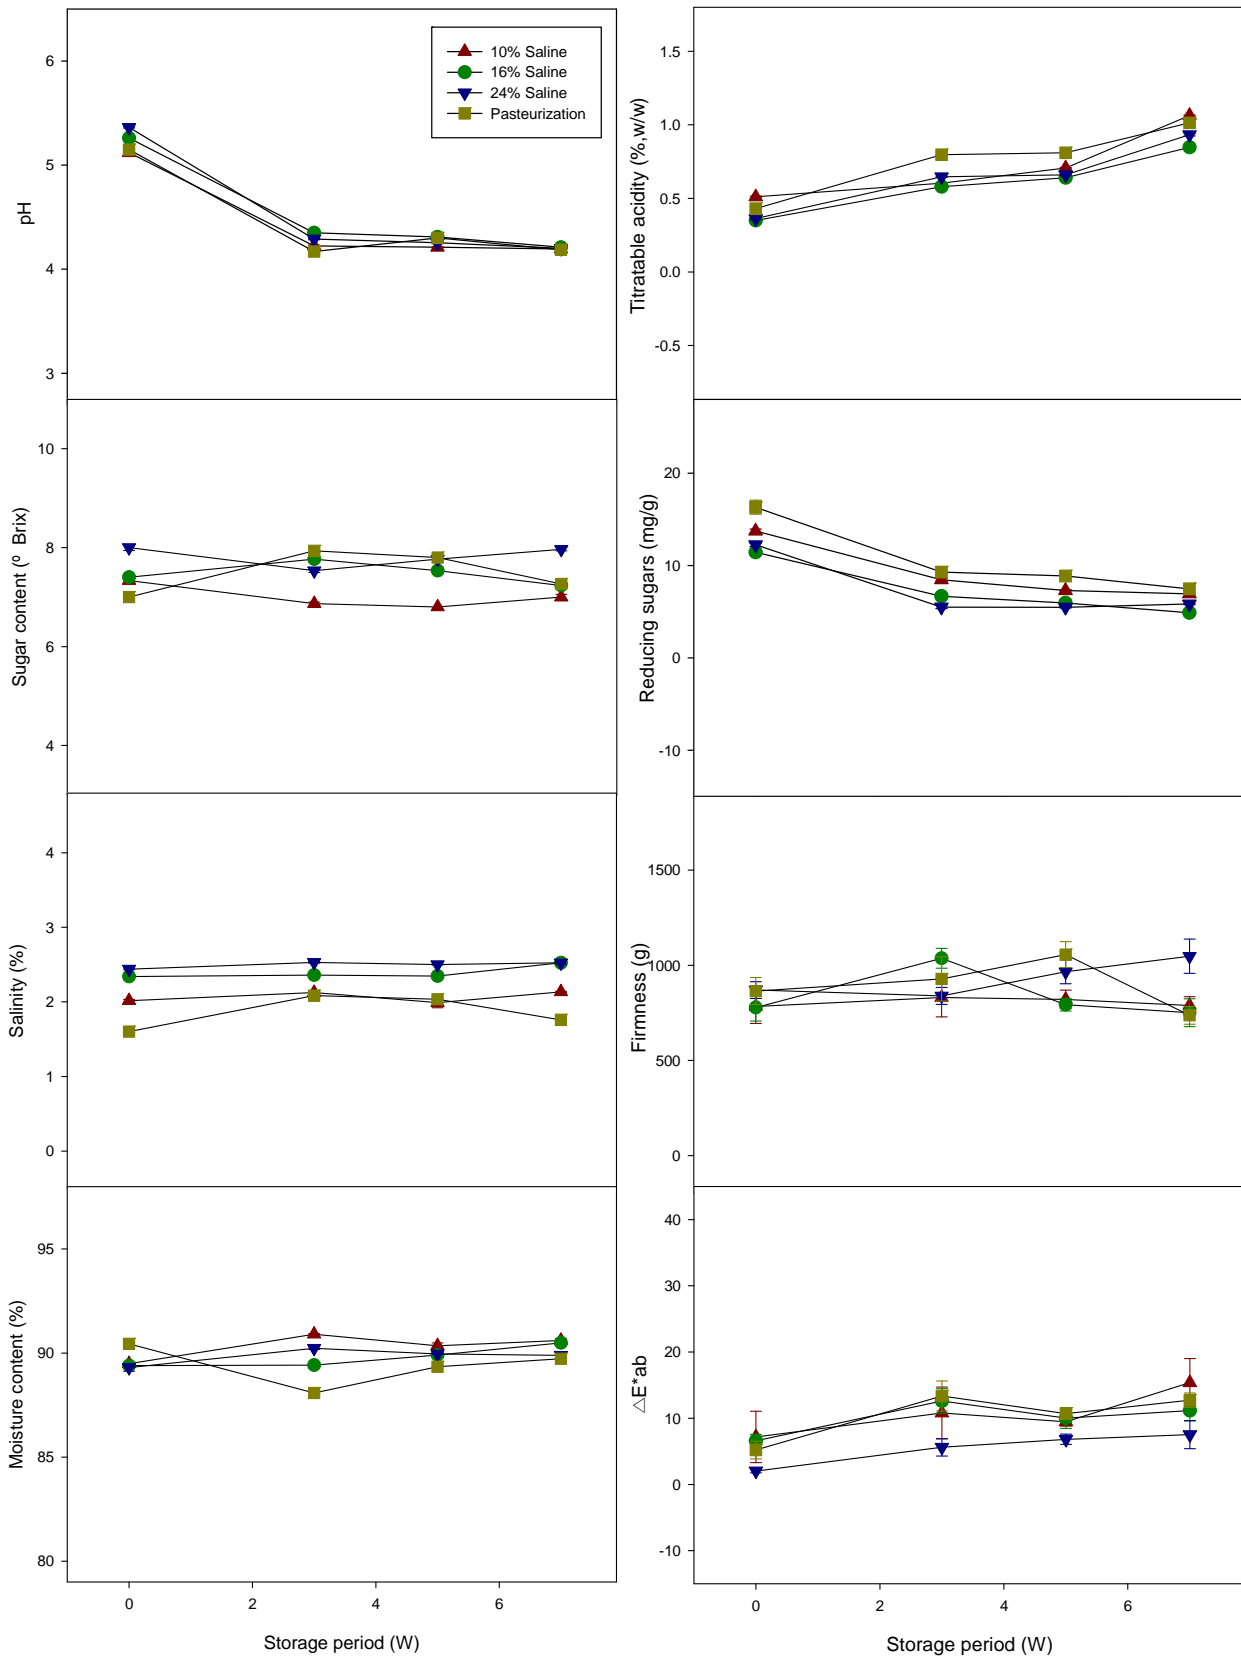 6
5
4
3
pH
10% Saline
16% Saline
24% Saline
Pasteurization
1.5
1.0
0.5
0.0
-0.5
Titratable acidity (%,w/w)
10
8
6
4
Sugar content (º Brix)
20
10
0
-10
Reducing sugars (mg/g)
4
3
2
1
0
Salinity (%)
1500
1000
500
0
Firmness (g)
95
90
85
80
Moisture content (%)
0 2 4 6
Storage period (W)
40
30
20
10
0
-10
△E*ab
0 2 4 6
Storage period (W)